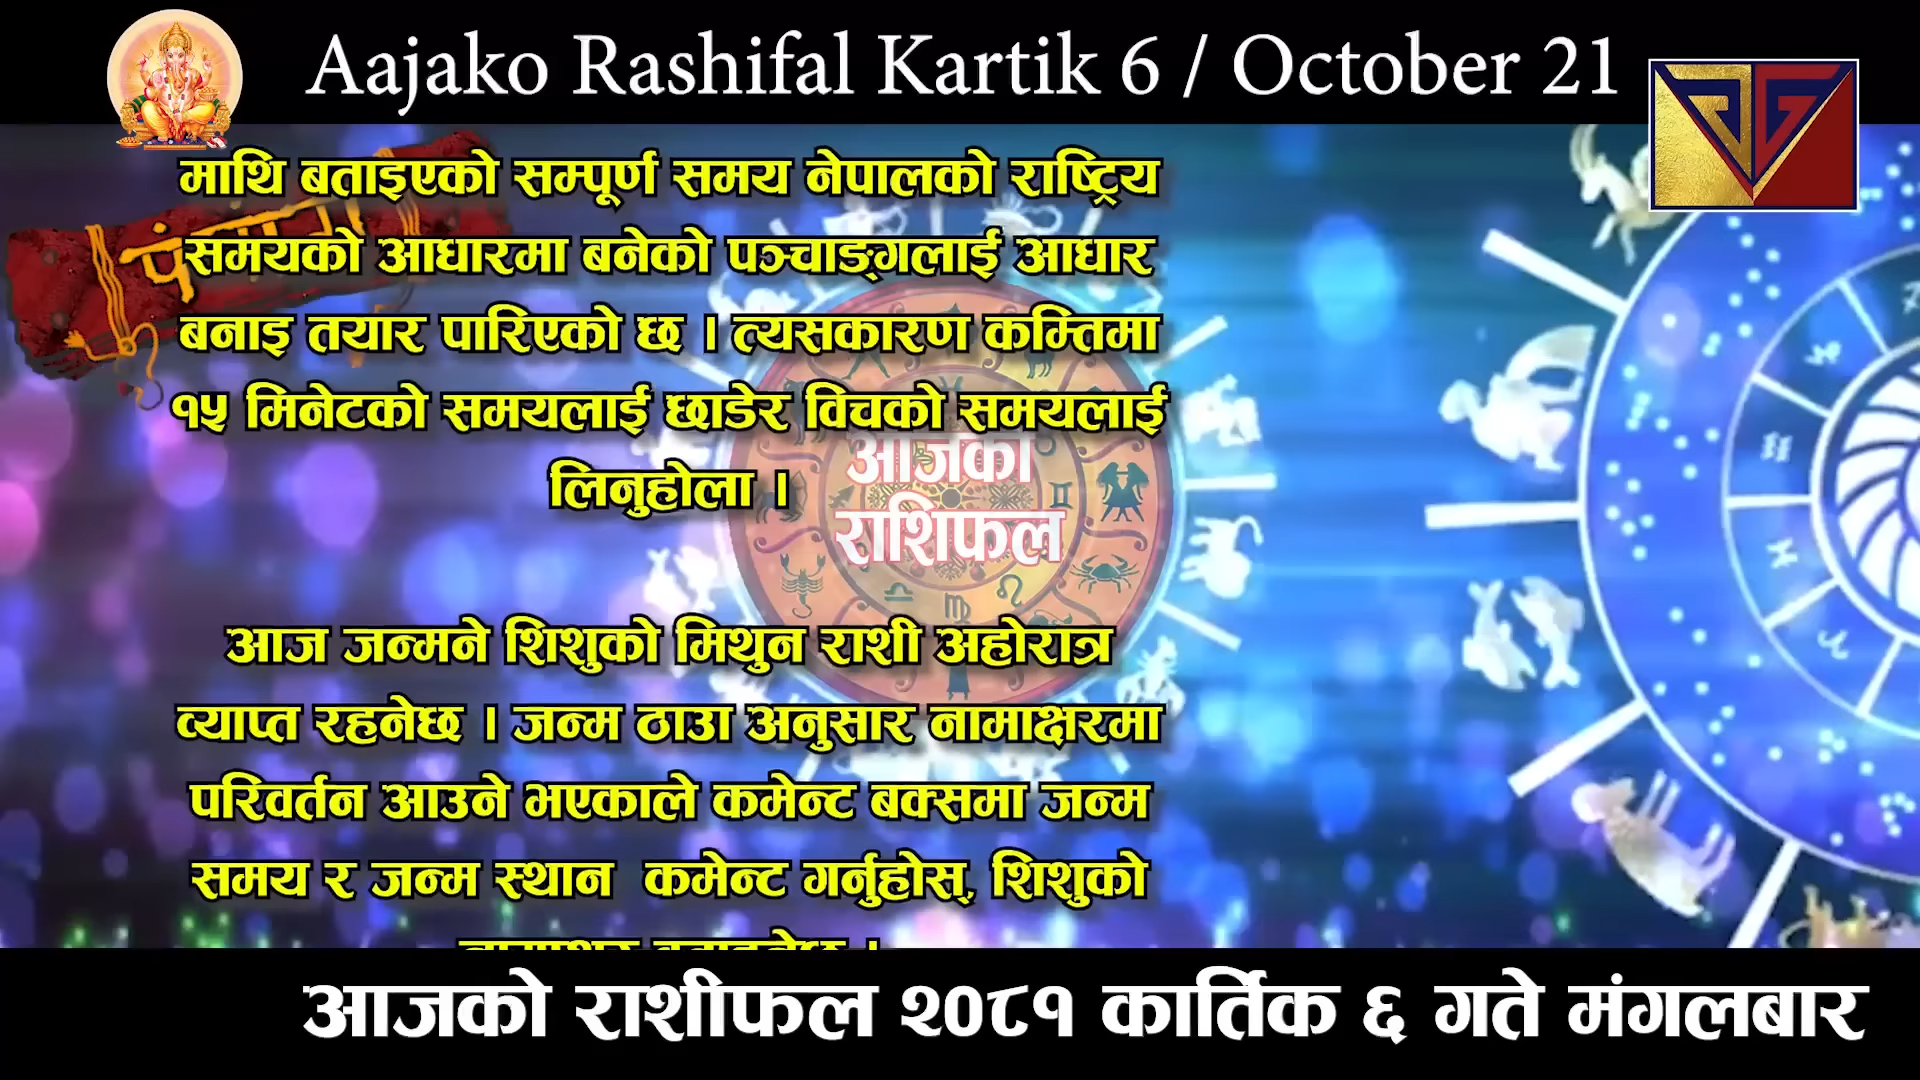 Aajako Rashifal Kartik 6 / October 21
माथि बताइएको सम्पूर्ण समय नेपालको राष्ट्रिय
समयको आधारमा बनेको पञ्चाङ्गलाई आधार
बनाइ तयार पारिएको छ । त्यसकारण कम्तिमा
१५ मिनेटको समयलाई छाडेर विचको समयलाई
लिनुहोला ।
आजको
राशिफल
आज जन्मने शिशुको मिथुन राशी अहोरात्र
व्याप्त रहनेछ । जन्म ठाउा अनुसार नामाक्षरमा
परिवर्तन आउने भएकाले कमेन्ट बक्समा जन्म
समय र जन्म स्थान कमेन्ट गर्नुहोस्, शिशुको
आजको राशीफल २०८१ कार्तिक ६ गते मंगलबार